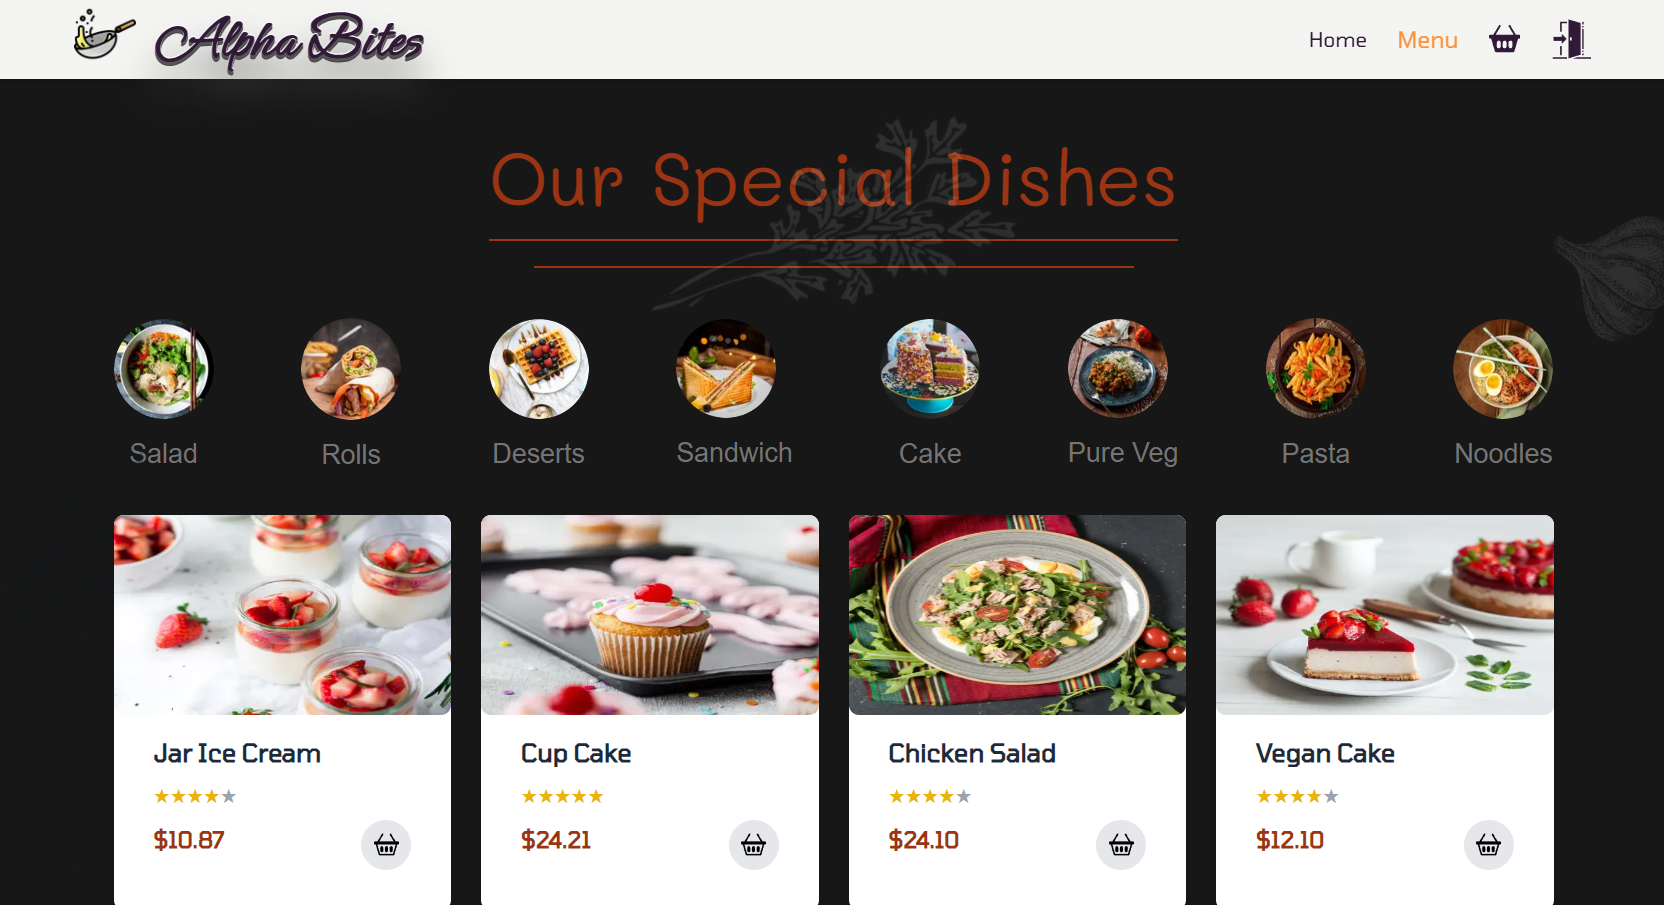 Alpha Bites
Home Menu
Our Special Dishes
Salad Rolls Deserts Sandwich Cake Pure Veg Pasta Noodles
Jar Ice Cream Cup Cake Chicken Salad Vegan Cake
★★★★★ ★★★★★ ★★★★★ ★★★★★
$10.87 $24.21 $24.10 $12.10